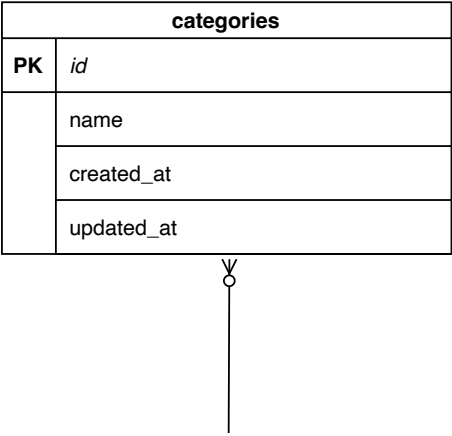 categories
PK id
name
created_at
updated_at